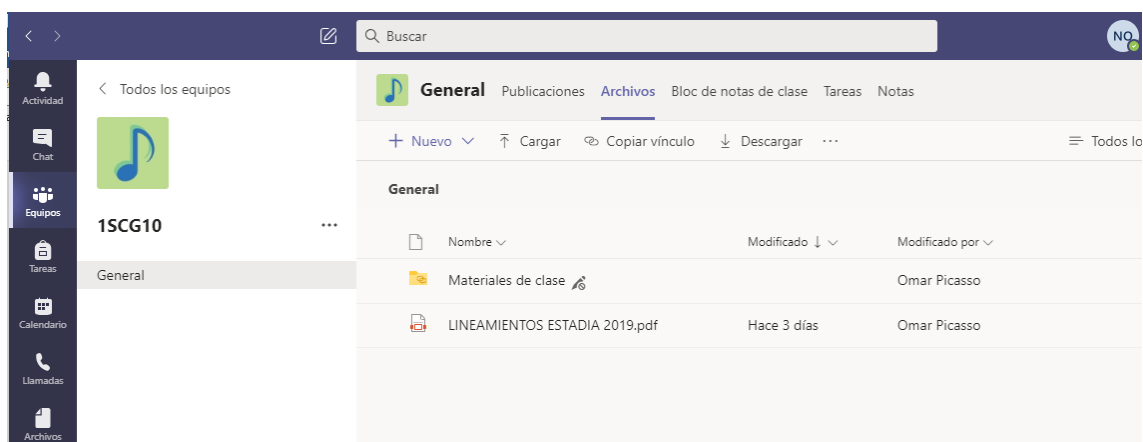 Buscar
NO
Actividad
Chat
Equipos
Tareas
Calendario
Llamadas
Archivos
Todos los equipos
1SCG10
General
General Publicaciones Archivos Bloc de notas de clase Tareas Notas
Nuevo Cargar Copiar vínculo Descargar Todos lo
General
Nombre Modificado Modificado por
Materiales de clase Omar Picasso
LINEAMIENTOS ESTADIA 2019.pdf Hace 3 días Omar Picasso